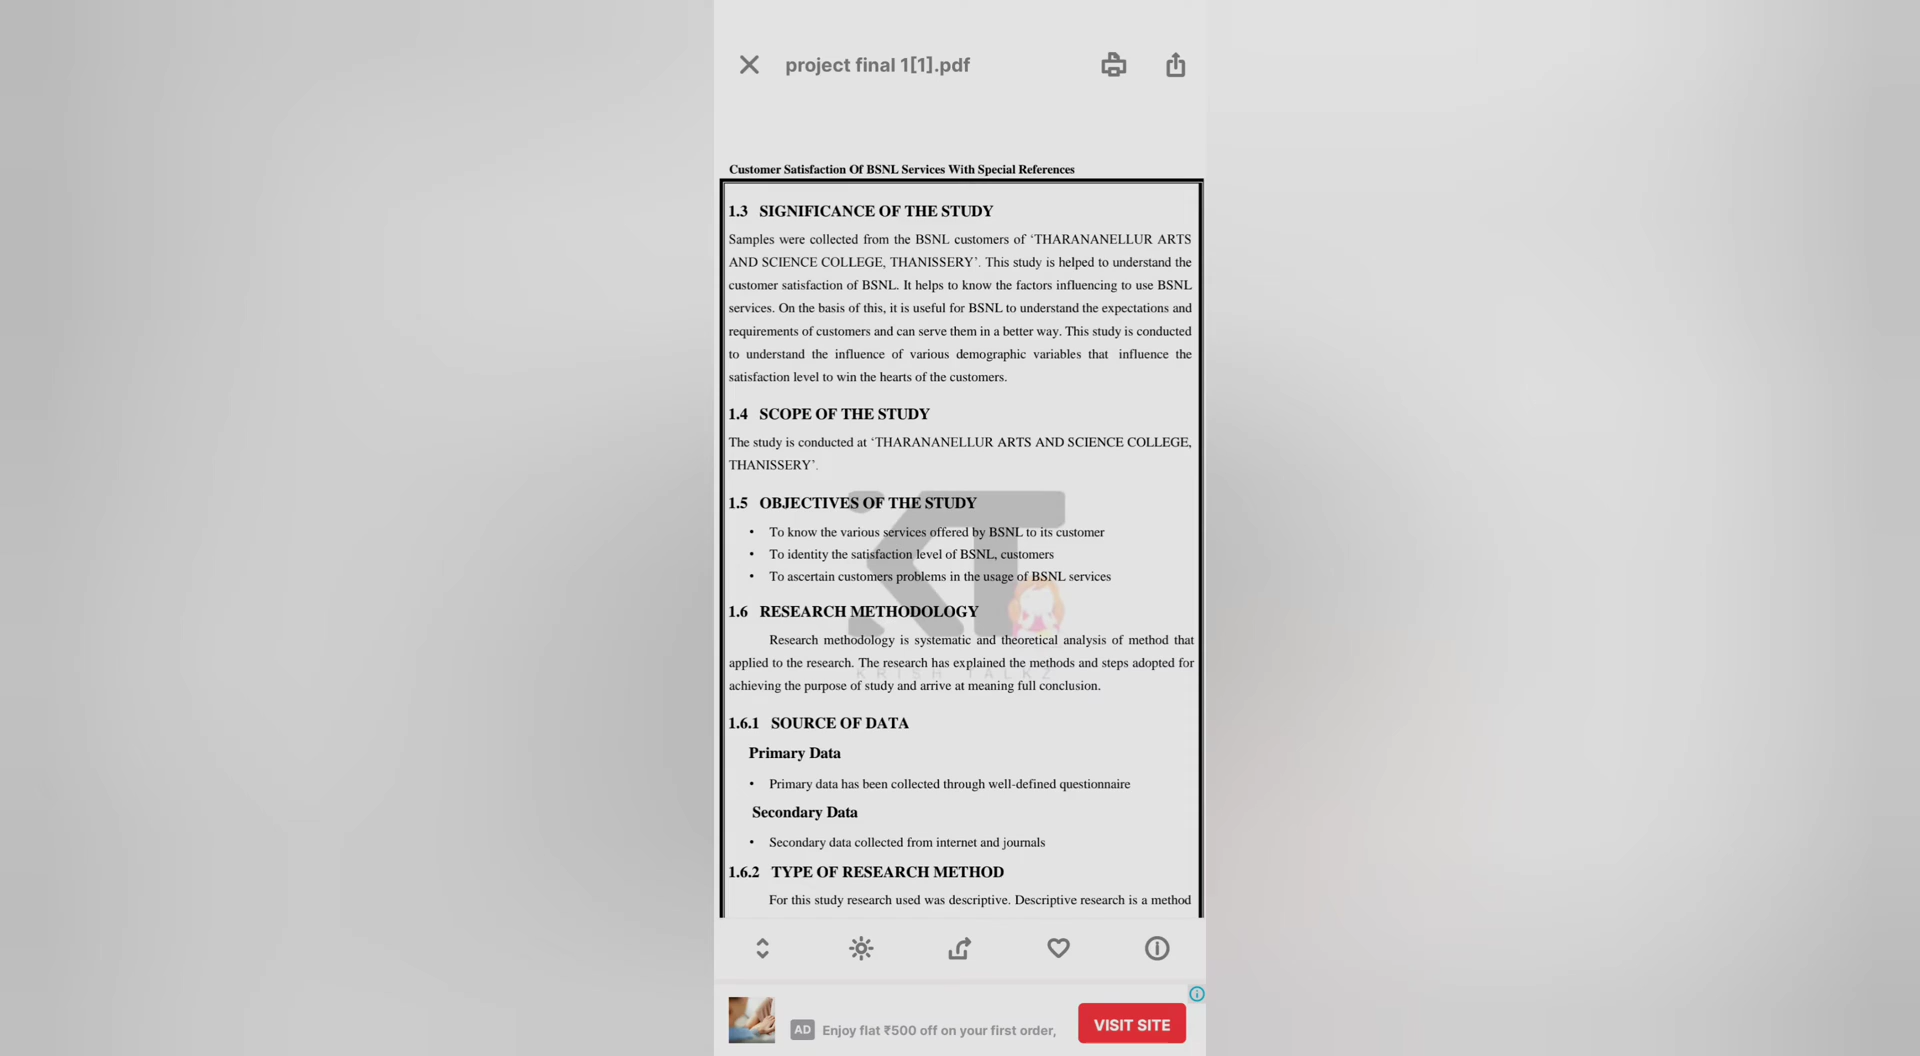 project final 1[1].pdf
Customer Satisfaction Of BSNL Services With Special References
1.3 SIGNIFICANCE OF THE STUDY
Samples were collected from the BSNL customers of ‘THARANANELLUR ARTS
AND SCIENCE COLLEGE, THANISSERY’. This study is helped to understand the
customer satisfaction of BSNL. It helps to know the factors influencing to use BSNL
services. On the basis of this, it is useful for BSNL to understand the expectations and
requirements of customers and can serve them in a better way. This study is conducted
to understand the influence of various demographic variables that influence the
satisfaction level to win the hearts of the customers.
1.4 SCOPE OF THE STUDY
The study is conducted at ‘THARANANELLUR ARTS AND SCIENCE COLLEGE,
THANISSERY’.
1.5 OBJECTIVES OF THE STUDY
• To know the various services offered by BSNL to its customer
• To identity the satisfaction level of BSNL, customers
• To ascertain customers problems in the usage of BSNL services
KT
1.6 RESEARCH METHODOLOGY
Research methodology is systematic and theoretical analysis of method that
applied to the research. The research has explained the methods and steps adopted for
KRISH TALKZ
achieving the purpose of study and arrive at meaning full conclusion.
1.6.1 SOURCE OF DATA
Primary Data
• Primary data has been collected through well-defined questionnaire
Secondary Data
• Secondary data collected from internet and journals
1.6.2 TYPE OF RESEARCH METHOD
For this study research used was descriptive. Descriptive research is a method
AD Enjoy flat ₹500 off on your first order,
VISIT SITE